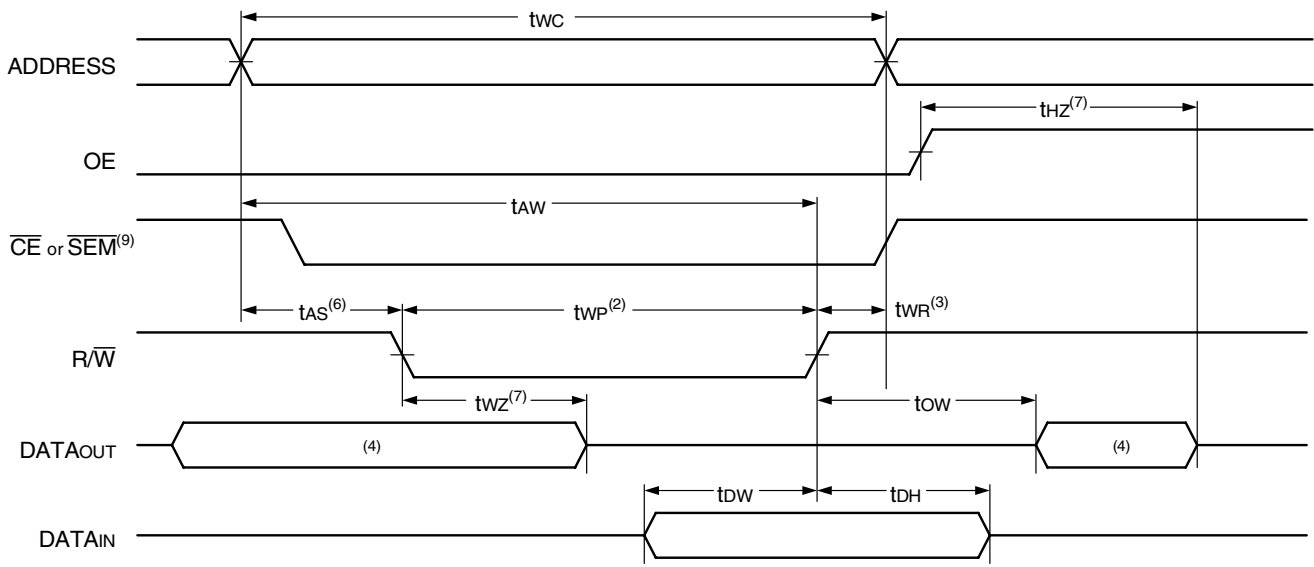 tWC
ADDRESS
tHZ(7)
OE
tAW
CE or SEM(9)
tAS(6)
tWP(2)
tWR(3)
R/W
tWZ(7)
tOW
DATAOUT
(4)
(4)
tDW
tDH
DATAIN